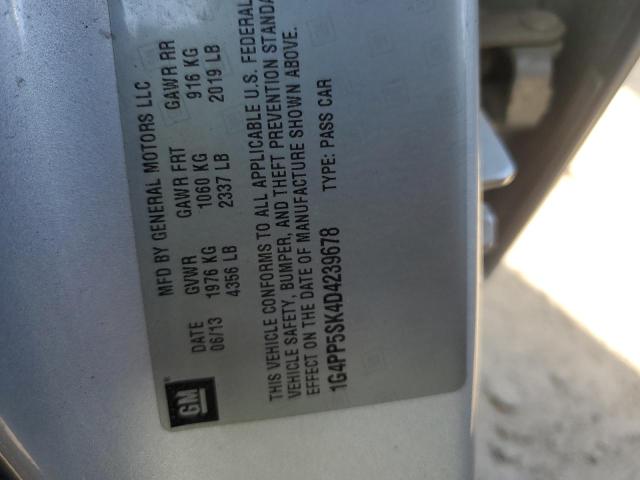 MFD BY GENERAL MOTORS LLC
DATE GVWR GAWR FRT GAWR RR
06/13 1976 KG 1060 KG 916 KG
4356 LB 2337 LB 2019 LB
GM
THIS VEHICLE CONFORMS TO ALL APPLICABLE U.S. FEDERAL
VEHICLE SAFETY, BUMPER, AND THEFT PREVENTION STANDA
EFFECT ON THE DATE OF MANUFACTURE SHOWN ABOVE.
1G4PP5SK4D4239678 TYPE: PASS CAR